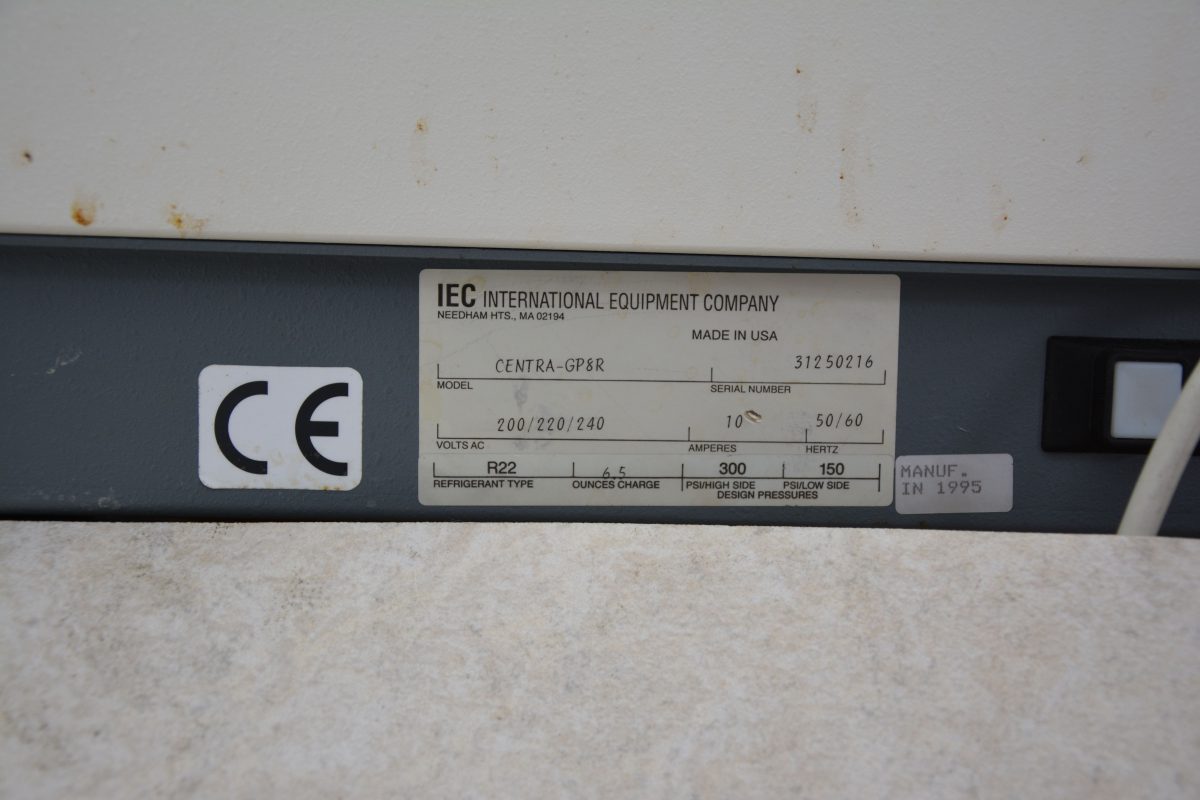 IEC INTERNATIONAL EQUIPMENT COMPANY
NEEDHAM HTS., MA 02194
MADE IN USA
CENTRA-GP8R 31250216
MODEL SERIAL NUMBER
200/220/240 10 50/60
VOLTS AC AMPERES HERTZ
R22 6.5 300 150
REFRIGERANT TYPE OUNCES CHARGE PSI/HIGH SIDE PSI/LOW SIDE
DESIGN PRESSURES
CE
MANUF.
IN 1995